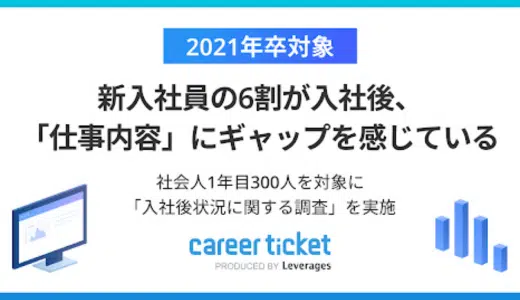 2021年卒対象
新入社員の6割が入社後、
「仕事内容」にギャップを感じている
社会人1年目300人を対象に
「入社後状況に関する調査」を実施
career ticket
PRODUCED BY Leverages